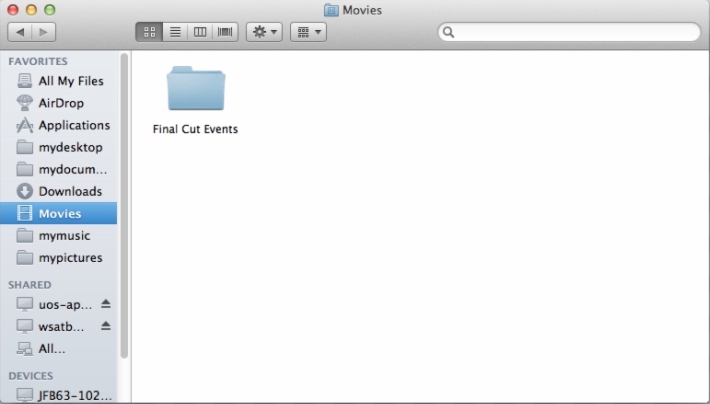 Movies
FAVORITES
All My Files
AirDrop
Applications
mydesktop
mydocum...
Downloads
Movies
mymusic
mypictures
SHARED
uos-ap...
wsatb...
All...
DEVICES
JFB63-102...
Final Cut Events